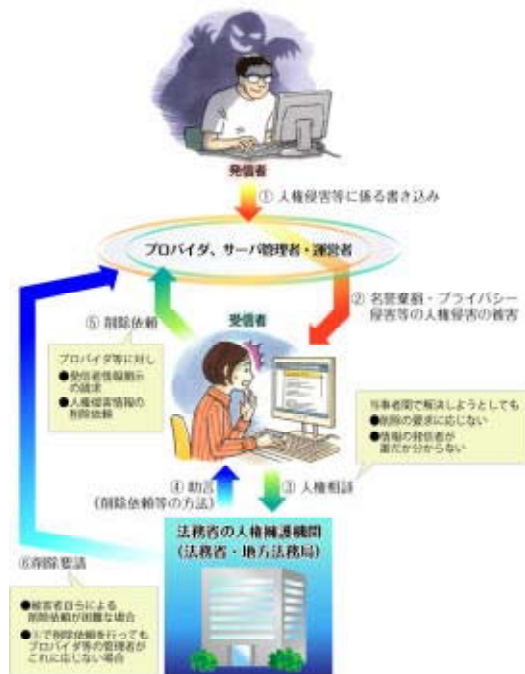 発信者
① 人権侵害等に係る書き込み
プロバイダ、サーバ管理者・運営者
② 名誉棄損・プライバシー
侵害等の人権侵害の被害
⑤ 削除依頼
受信者
プロバイダ等に対し
●発信者情報開示
の請求
●人権侵害情報の
削除依頼
当事者間で解決しようとしても
●削除の要求に応じない
●情報の発信者が
誰だか分からない
④ 助言
(削除依頼等の方法)
③ 人権相談
法務省の人権擁護機関
(法務省・地方法務局)
⑥削除要請
●被害者自らによる
削除依頼が困難な場合
●⑤で削除依頼を行っても
プロバイダ等の管理者が
これに応じない場合